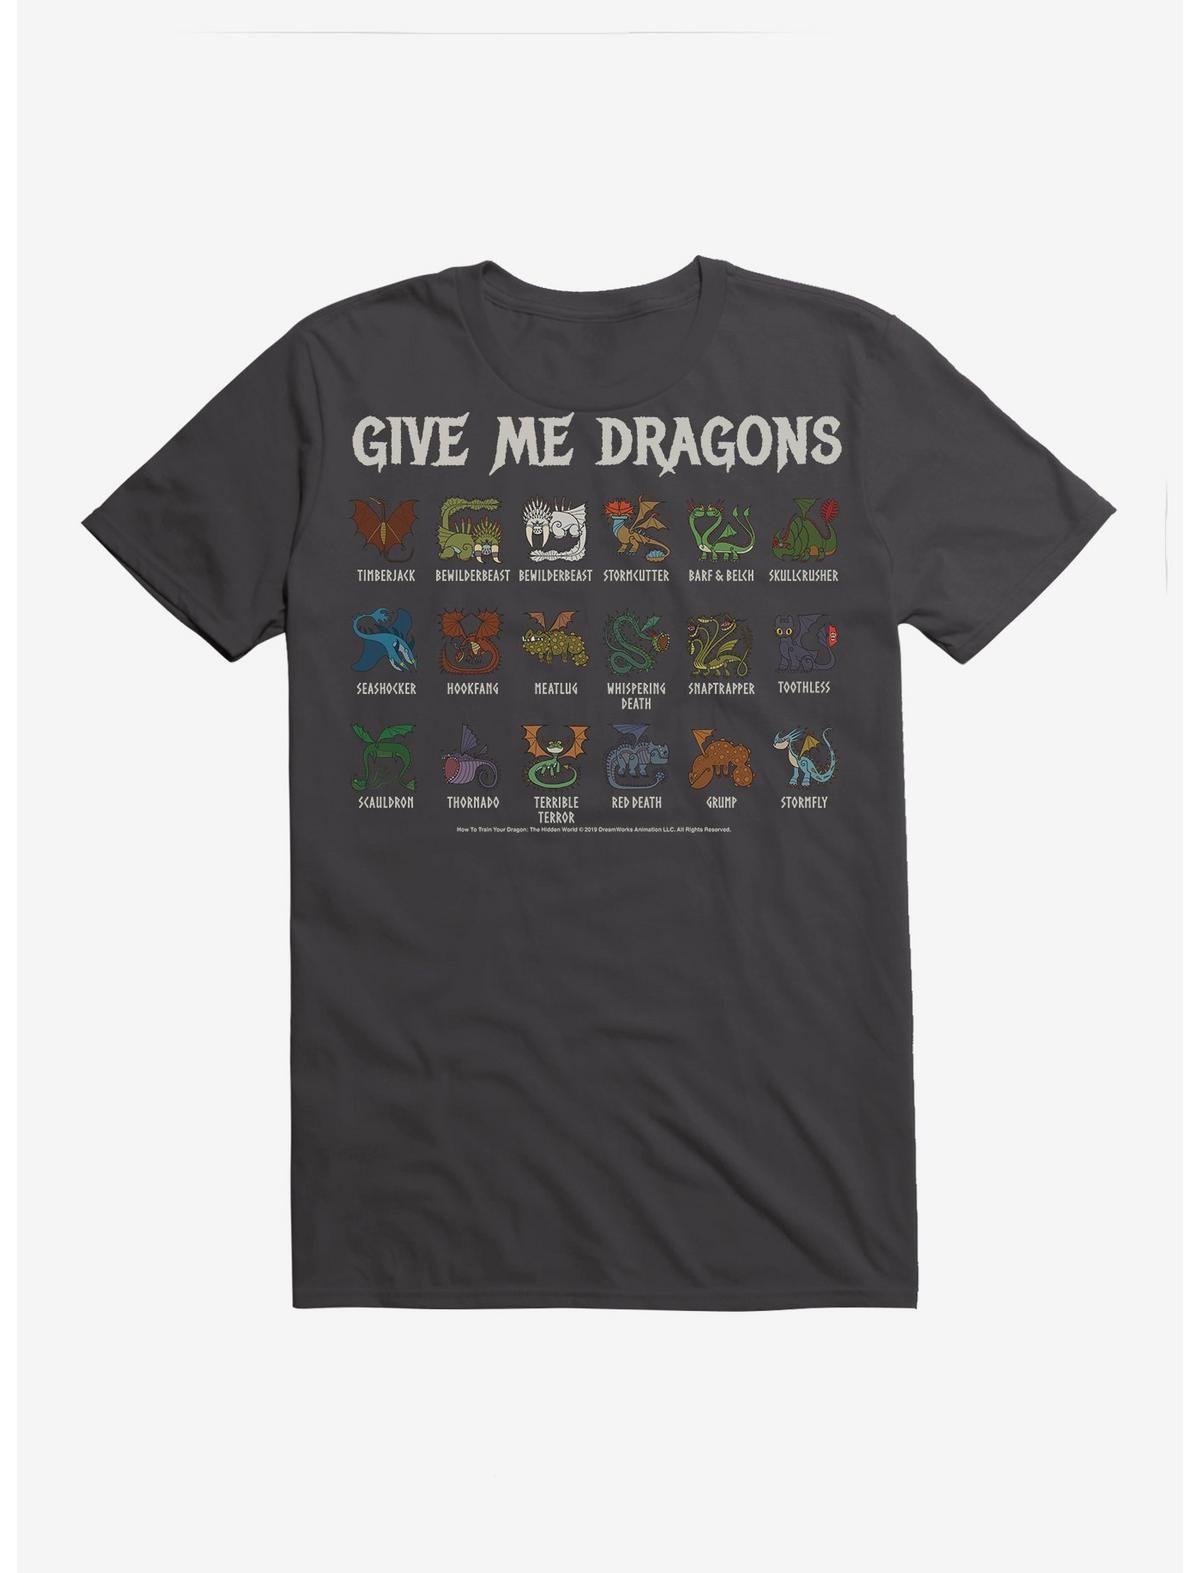 GIVE ME DRAGONS
TIMBERJACK BEWILDERBEAST BEWILDERBEAST STORMCUTTER BARF & BELCH SKULLCRUSHER
SEASHOCKER HOOKFANG MEATLUG WHISPERING DEATH SNAPTRAPPER TOOTHLESS
SCAULDRON THORNADO TERRIBLE TERROR RED DEATH GRUMP STORMFLY
How To Train Your Dragon: The Hidden World © 2019 DreamWorks Animation LLC. All Rights Reserved.